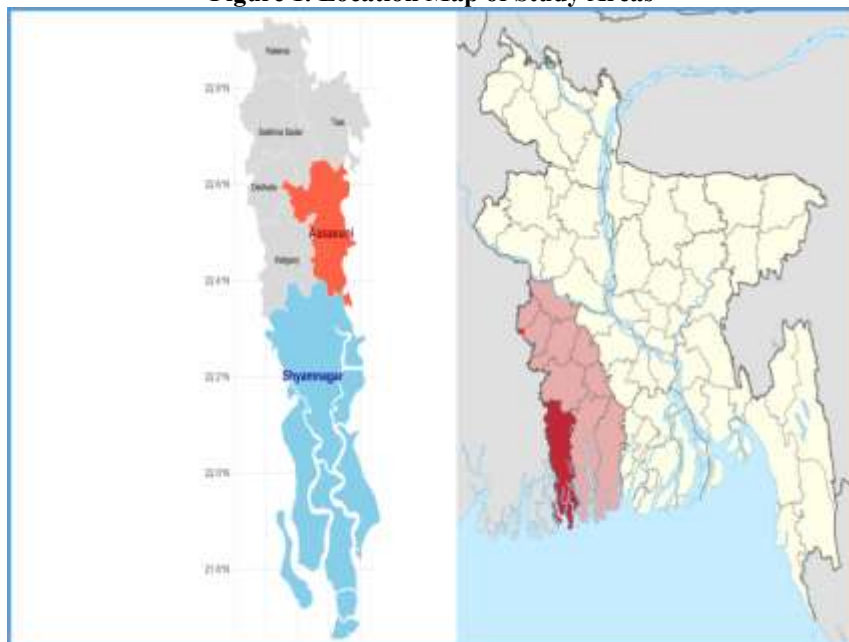 Figure 1. Location Map of Study Areas
Kalaroa
22.8°N
Satkhira Sadar
Tala
22.6°N
Debhata
Assasuni
Kaliganj
22.4°N
Shyamnagar
22.2°N
22.0°N
21.8°N